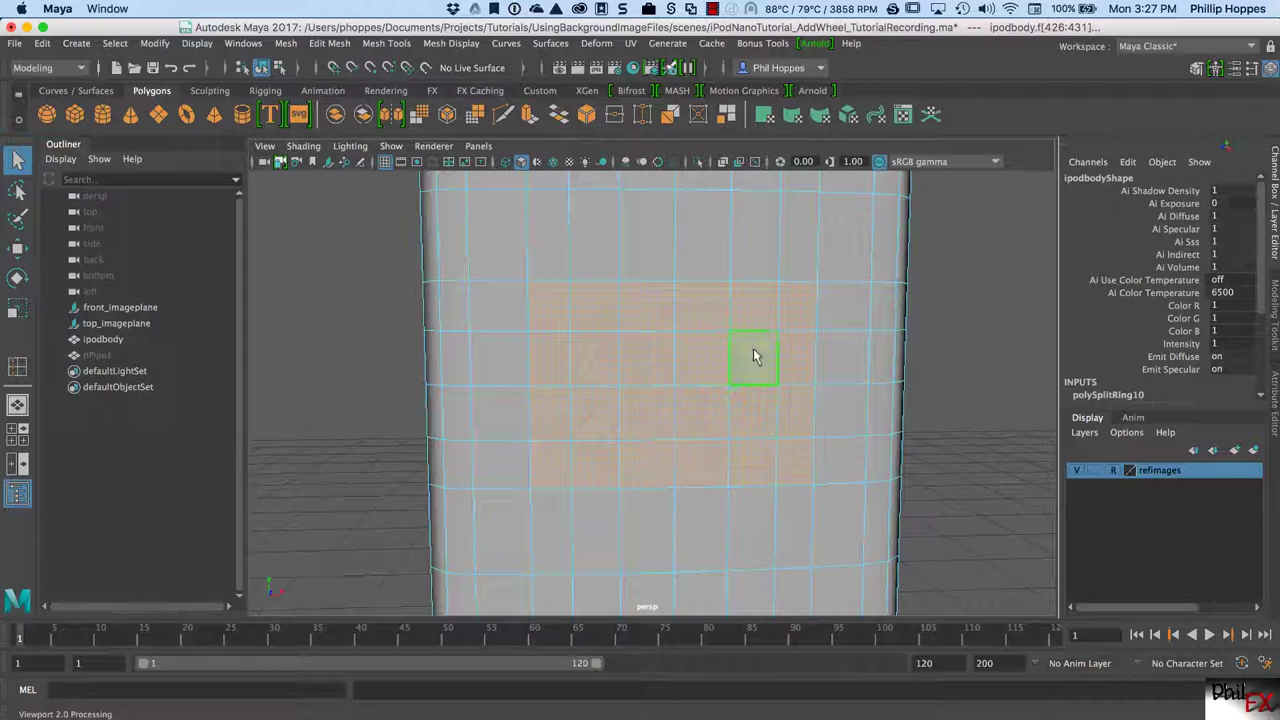 Maya Window 88°C / 79°C / 3858 RPM 100% Mon 3:27 PM Phillip Hoppes
Autodesk Maya 2017: /Users/phoppes/Documents/Projects/Tutorials/UsingBackgroundImageFiles/scenes/iPodNanoTutorial_AddWheel_TutorialRecording.ma* --- ipodbody.f[426:431]...
File Edit Create Select Modify Display Windows Mesh Edit Mesh Mesh Tools Mesh Display Curves Surfaces Deform UV Generate Cache Bonus Tools [Arnold] Help Workspace : Maya Classic*
Modeling No Live Surface Phil Hoppes
Curves / Surfaces Polygons Sculpting Rigging Animation Rendering FX FX Caching Custom XGen Bifrost MASH Motion Graphics Arnold
T SVG
Outliner
Display Show Help
Search...
persp
top
front
side
back
bottom
left
front_imageplane
top_imageplane
ipodbody
nPipe1
defaultLightSet
defaultObjectSet
View Shading Lighting Show Renderer Panels
0.00 1.00 sRGB gamma
persp
Channels Edit Object Show
ipodbodyShape
Ai Shadow Density 1
Ai Exposure 0
Ai Diffuse 1
Ai Specular 1
Ai Sss 1
Ai Indirect 1
Ai Volume 1
Ai Use Color Temperature off
Ai Color Temperature 6500
Color R 1
Color G 1
Color B 1
Intensity 1
Emit Diffuse on
Emit Specular on
INPUTS
polySplitRing10
Display Anim
Layers Options Help
V R refimages
Channel Box / Layer Editor
Modeling Toolkit
Attribute Editor
5 10 15 20 25 30 35 40 45 50 55 60 65 70 75 80 85 90 95 100 105 110 115 12
1 1
1 1 1 120 120 200 No Anim Layer No Character Set
MEL
Viewport 2.0 Processing
Phil FX